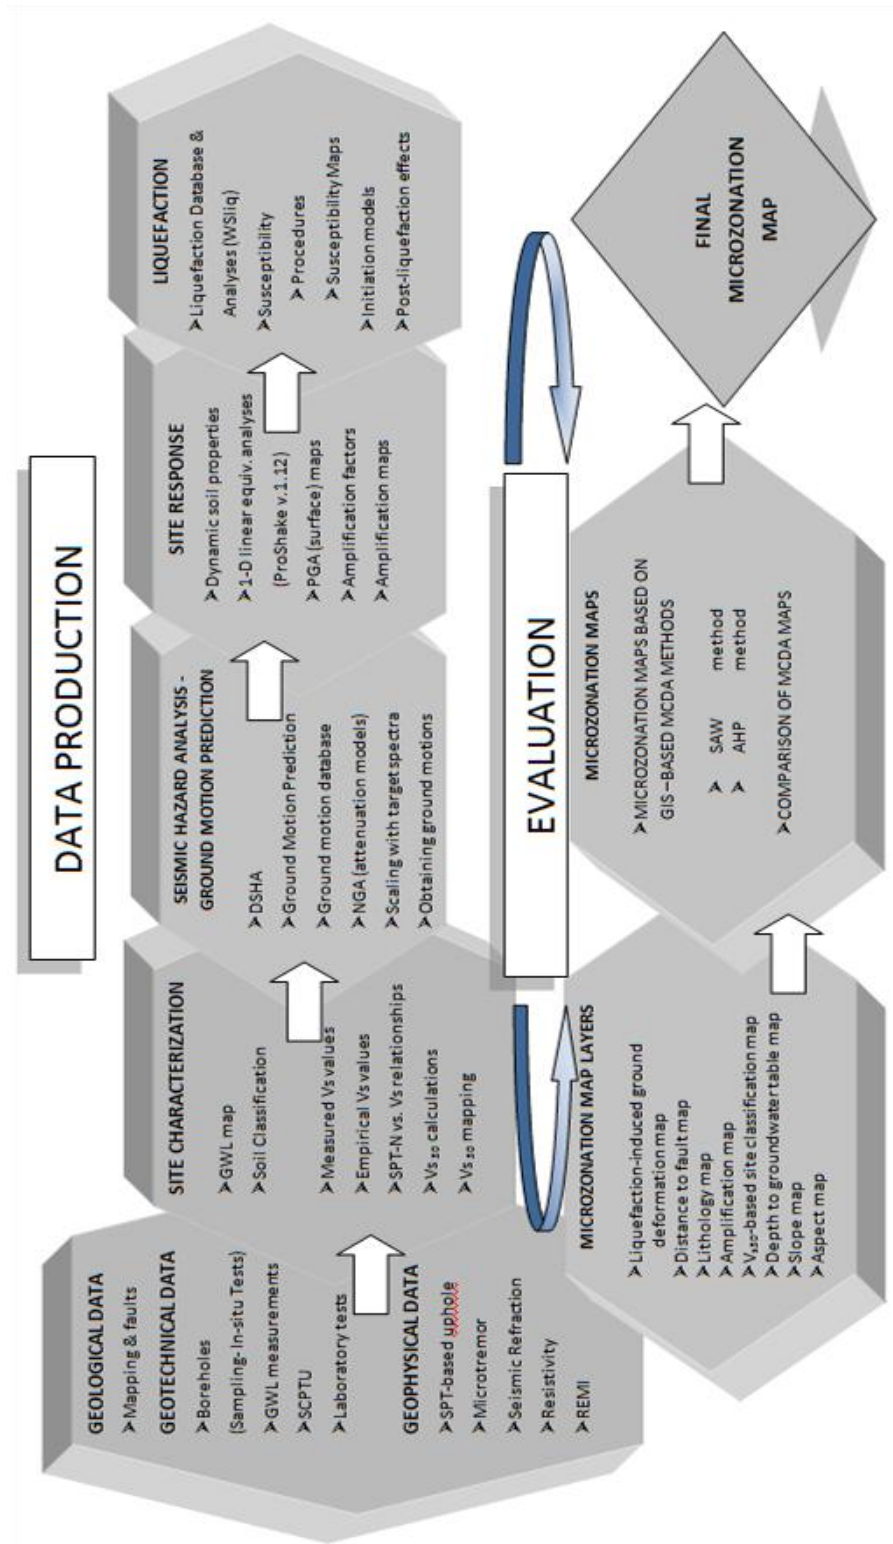 DATA PRODUCTION
GEOLOGICAL DATA
➤Mapping & faults
GEOTECHNICAL DATA
➤Boreholes
(Sampling- In-situ Tests)
➤GWL measurements
➤SCPTU
➤Laboratory tests
GEOPHYSICAL DATA
➤SPT-based uphole
➤Microtremor
➤Seismic Refraction
➤Resistivity
➤REMI
SITE CHARACTERIZATION
➤GWL map
➤Soil Classification
➤Measured Vs values
➤Empirical Vs values
➤SPT-N vs. Vs relationships
➤Vs₃₀ calculations
➤Vs₃₀ mapping
SEISMIC HAZARD ANALYSIS -
GROUND MOTION PREDICTION
➤DSHA
➤Ground Motion Prediction
➤Ground motion database
➤NGA (attenuation models)
➤Scaling with target spectra
➤Obtaining ground motions
SITE RESPONSE
➤Dynamic soil properties
➤1-D linear equiv. analyses
(ProShake v.1.12)
➤PGA (surface) maps
➤Amplification factors
➤Amplification maps
LIQUEFACTION
➤Liquefaction Database &
Analyses (WSliq)
➤Susceptibility
➤Procedures
➤Susceptibility Maps
➤Initiation models
➤Post-liquefaction effects
EVALUATION
MICROZONATION MAP LAYERS
➤Liquefaction-induced ground
deformation map
➤Distance to fault map
➤Lithology map
➤Amplification map
➤Vₛ₃₀-based site classification map
➤Depth to groundwater table map
➤Slope map
➤Aspect map
MICROZONATION MAPS
➤MICROZONATION MAPS BASED ON
GIS –BASED MCDA METHODS
➤ SAW method
➤ AHP method
➤COMPARISON OF MCDA MAPS
FINAL
MICROZONATION
MAP